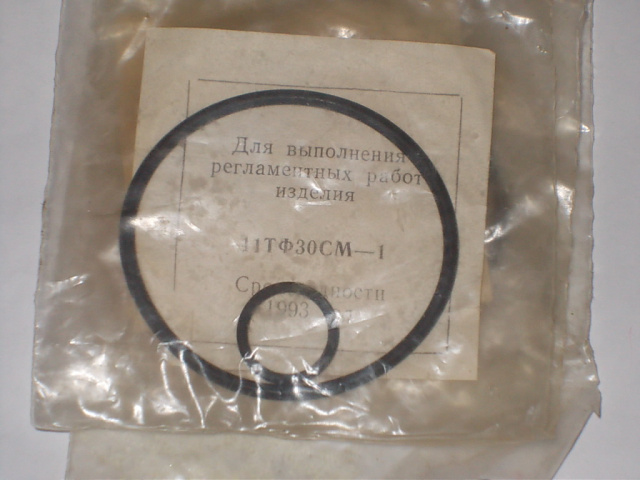 Для выполнения
регламентных работ
изделия
11ТФ30СМ—1
1993